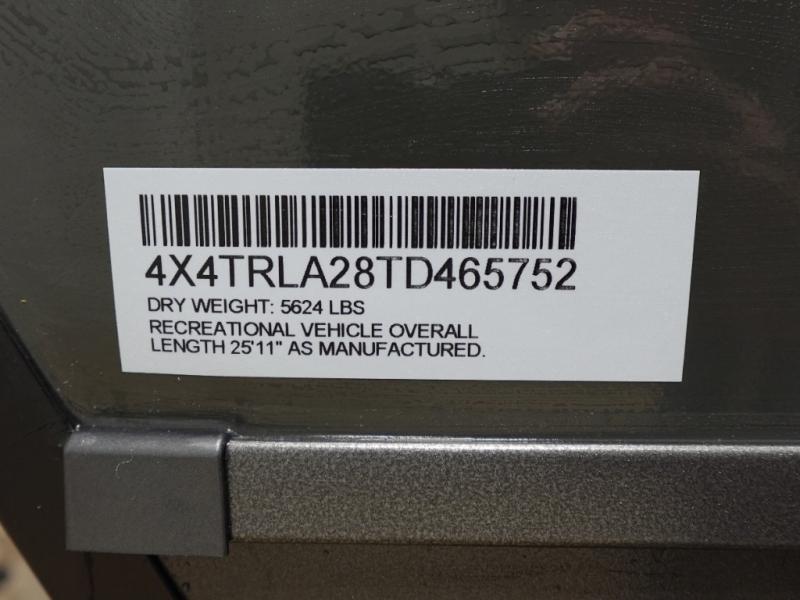 4X4TRLA28TD465752
DRY WEIGHT: 5624 LBS
RECREATIONAL VEHICLE OVERALL
LENGTH 25'11" AS MANUFACTURED.